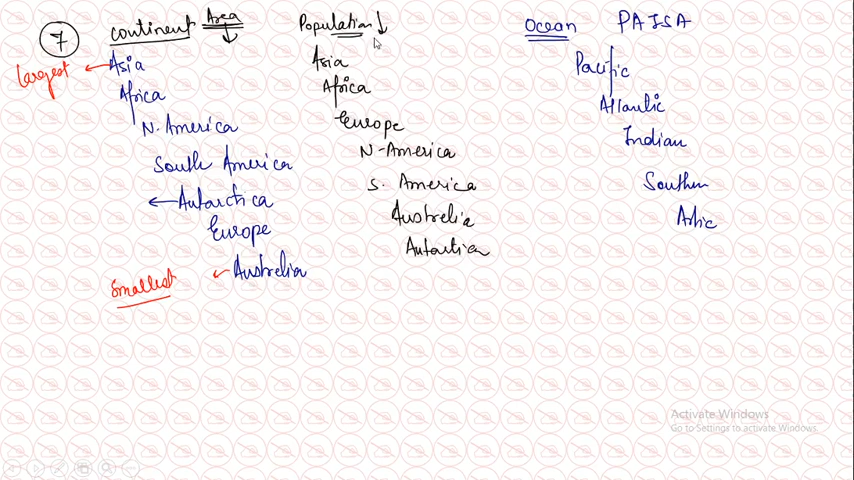 7
continent Area ↓
Largest ← Asia
Africa
N. America
South America
← Antarctica
Europe
Smallest ← Australia
Population ↓
Asia
Africa
Europe
N-America
S. America
Australia
Antartica
Ocean PAISA
Pacific
Atlantic
Indian
Southern
Artic
Activate Windows
Go to Settings to activate Windows.